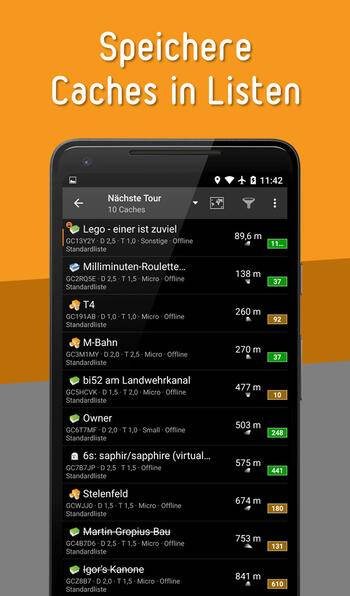 Speichere
Caches in Listen
11:42
Nächste Tour
10 Caches
Lego - einer ist zuviel
GC13Y2Y · D 2,5 · T 1,0 · Sonstige · Offline
Standardliste
89,6 m
11…
Milliminuten-Roulette…
GC2RQ5E · D 2,5 · T 1,5 · Micro · Offline
Standardliste
138 m
37
T4
GC191AB · D 1,0 · T 1,0 · Micro · Offline
Standardliste
260 m
92
M-Bahn
GC3M1MY · D 2,5 · T 1,5 · Micro · Offline
Standardliste
270 m
37
bi52 am Landwehrkanal
GC5HCVK · D 1,5 · T 2,0 · Micro · Offline
Standardliste
477 m
10
Owner
GC6T7MF · D 2,0 · T 1,0 · Small · Offline
Standardliste
503 m
248
6s: saphir/sapphire (virtual…
GC7B7JP · D 2,5 · T 1,5 · Virtual · Offline
Standardliste
575 m
441
Stelenfeld
GCWJJ0 · D 1,5 · T 1,5 · Micro · Offline
Standardliste
674 m
180
Martin-Gropius-Bau
GC4B7D6 · D 1,5 · T 1,5 · Micro · Offline
Standardliste
753 m
131
Igor's Kanone
GCZ8B7 · D 2,0 · T 1,0 · Micro · Offline
Standardliste
841 m
610